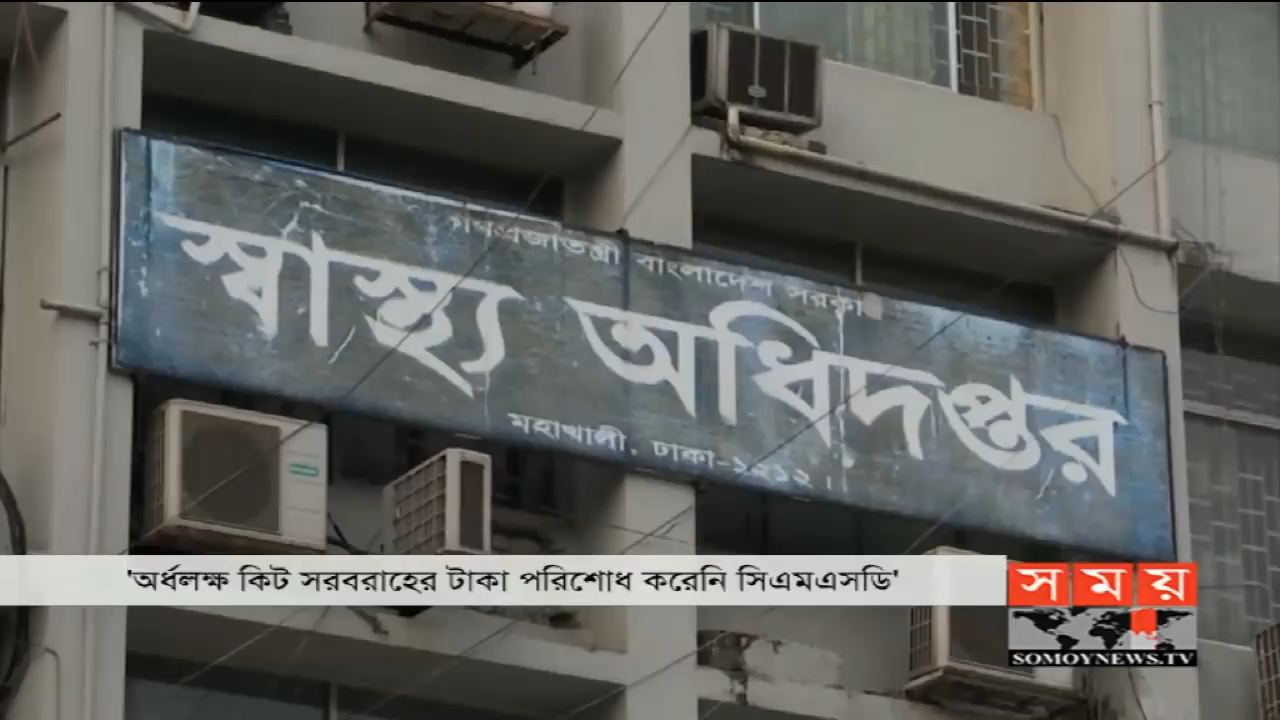 গণপ্রজাতন্ত্রী বাংলাদেশ সরকার
স্বাস্থ্য অধিদপ্তর
মহাখালী, ঢাকা-১২১২।
'অর্ধলক্ষ কিট সরবরাহের টাকা পরিশোধ করেনি সিএমএসডি'
সময়
SOMOYNEWS.TV